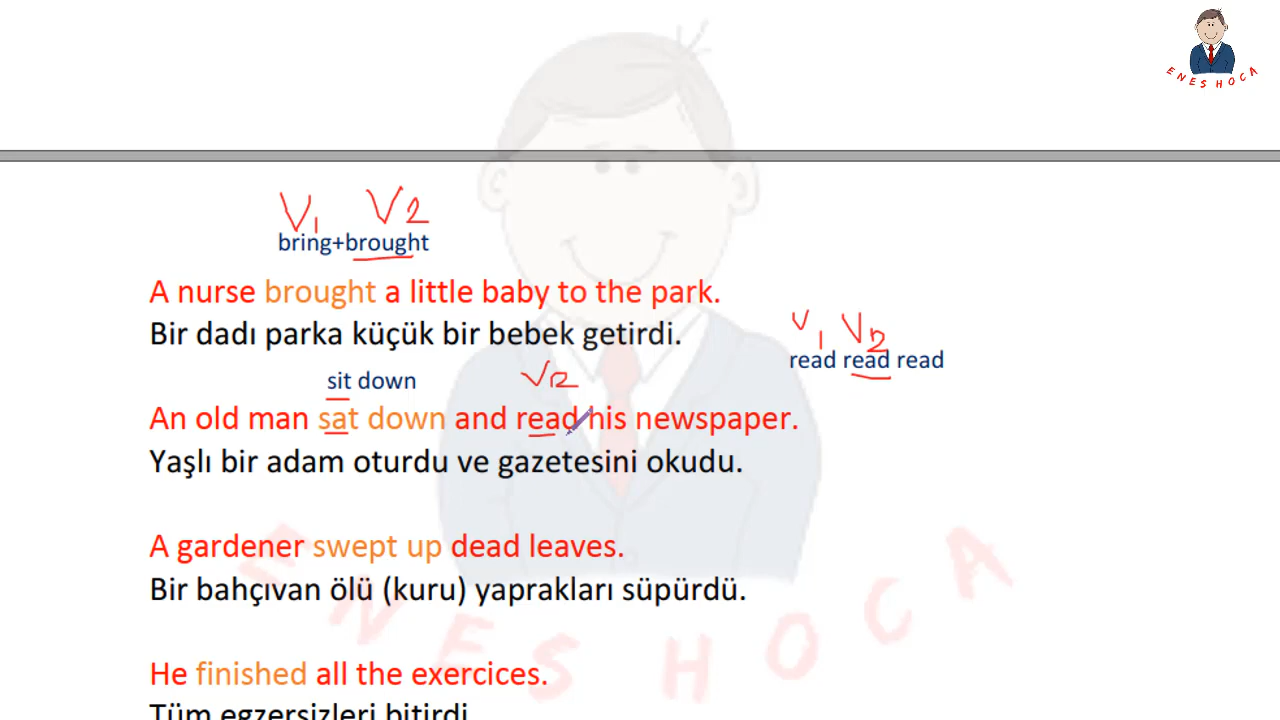 ENES HOCA
V1 V2
bring+brought
A nurse brought a little baby to the park.
Bir dadı parka küçük bir bebek getirdi.
V1 V2
read read read
sit down
V2
An old man sat down and read his newspaper.
Yaşlı bir adam oturdu ve gazetesini okudu.
A gardener swept up dead leaves.
Bir bahçıvan ölü (kuru) yaprakları süpürdü.
He finished all the exercices.
Tüm egzersizleri bitirdi
ENES HOCA